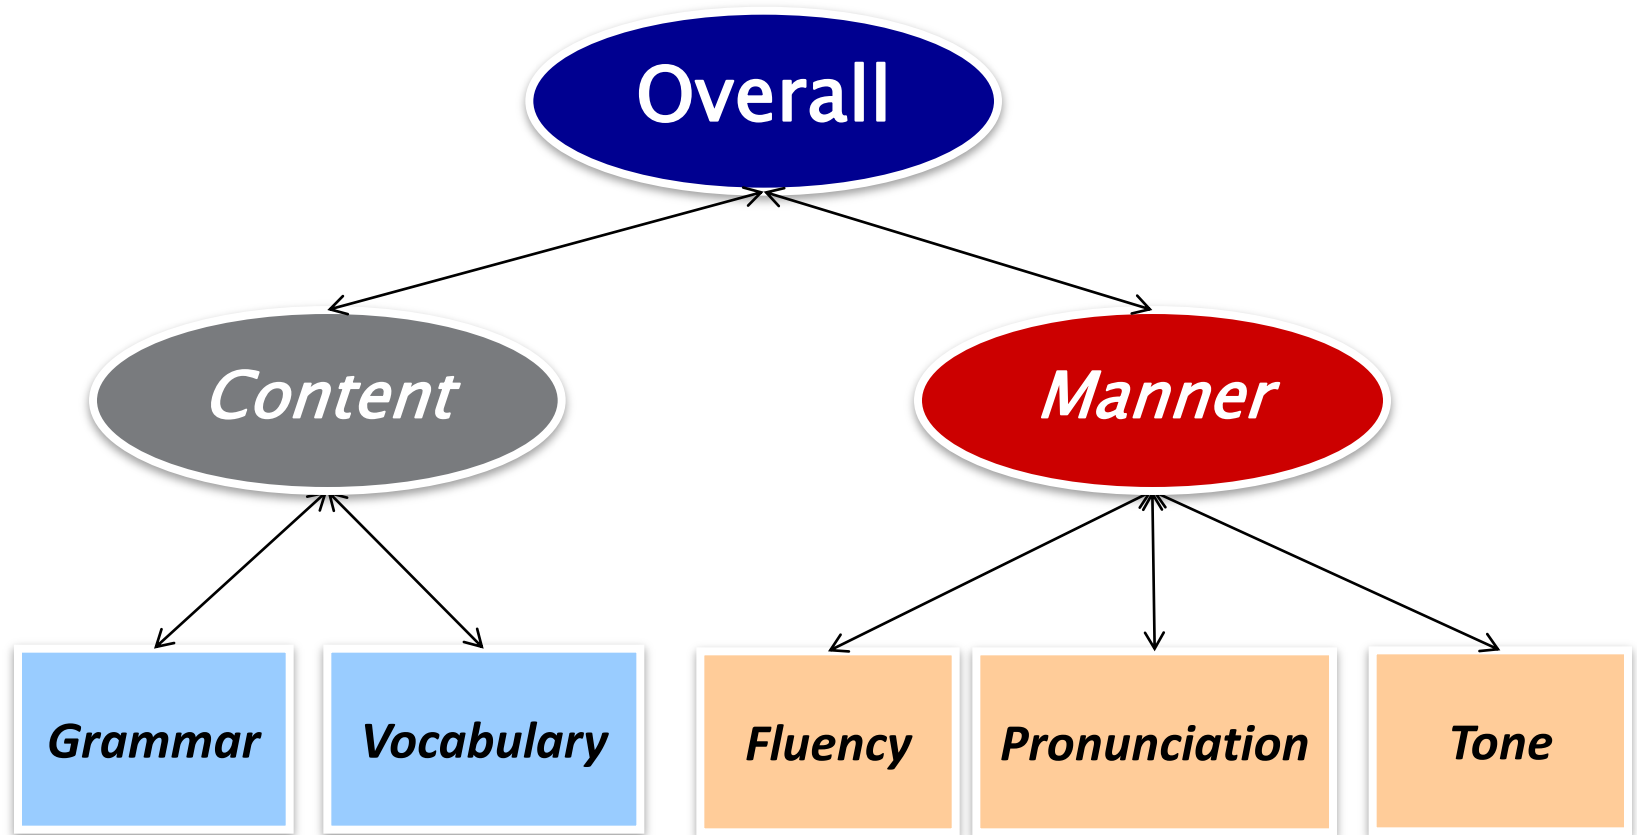 Overall
Content
Manner
Grammar
Vocabulary
Fluency
Pronunciation
Tone